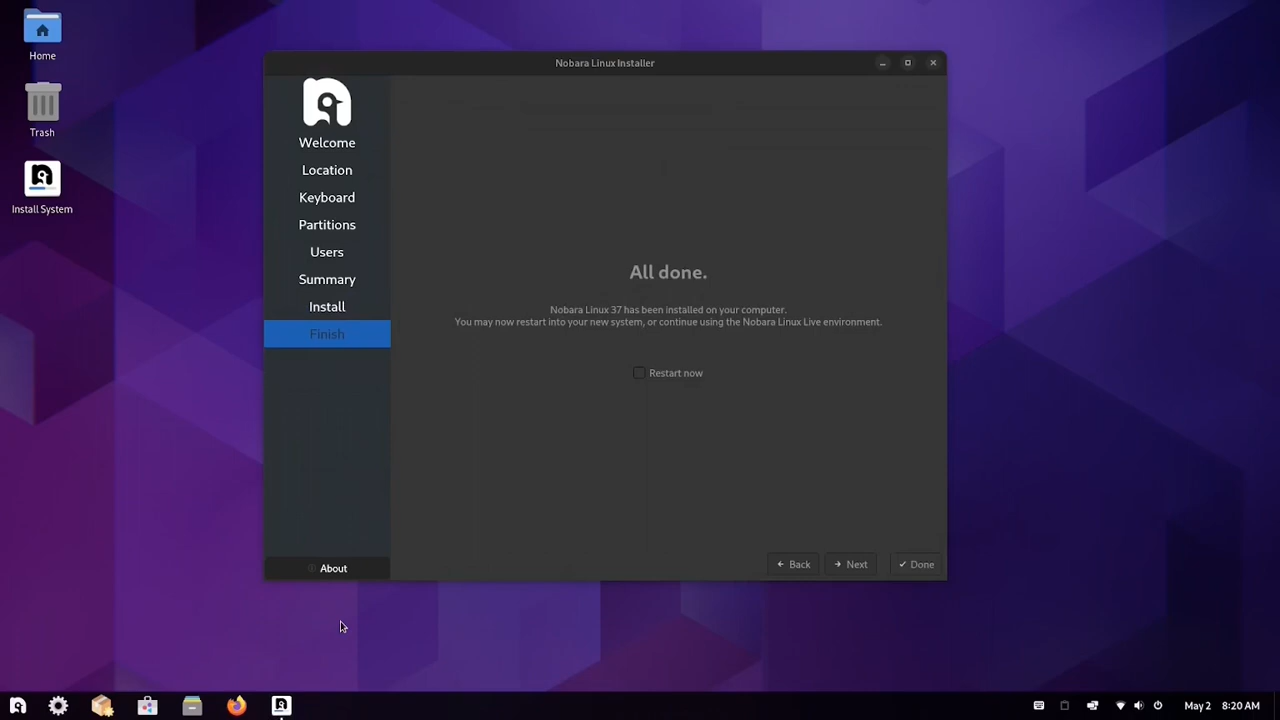 Home
Trash
Install System
Nobara Linux Installer
Welcome
Location
Keyboard
Partitions
Users
Summary
Install
Finish
About
All done.
Nobara Linux 37 has been installed on your computer.
You may now restart into your new system, or continue using the Nobara Linux Live environment.
Restart now
Back
Next
Done
May 2 8:20 AM